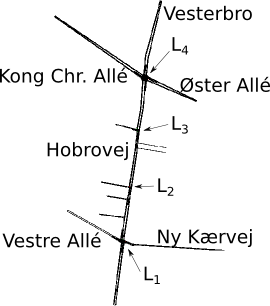 Vesterbro
L4
Kong Chr. Allé
Øster Allé
L3
Hobrovej
L2
Vestre Allé
Ny Kærvej
L1